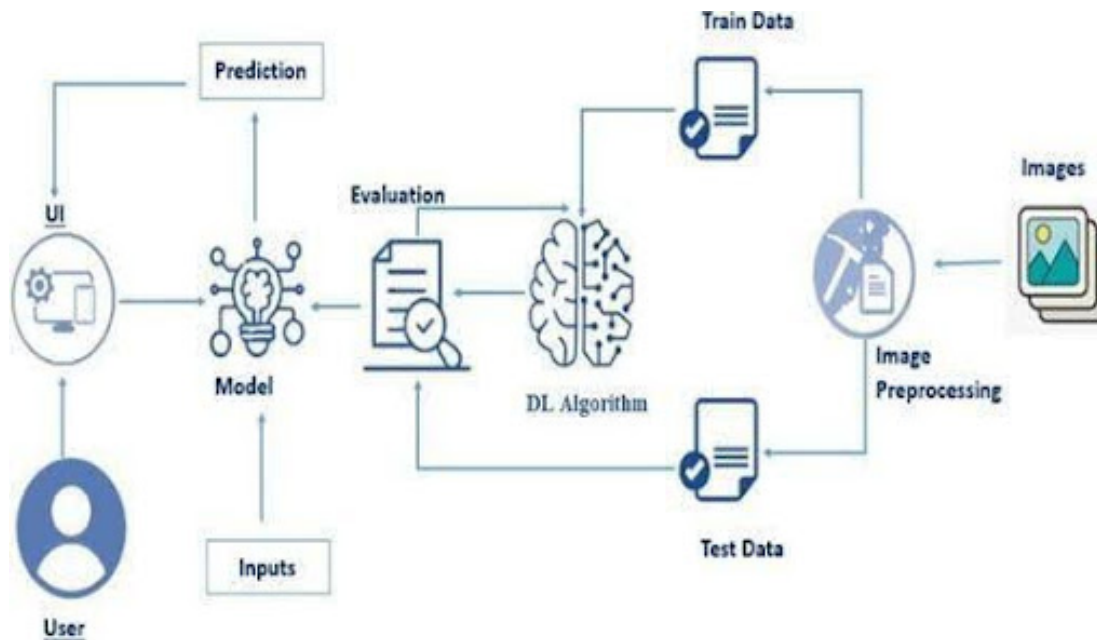 Train Data
Prediction
Images
Evaluation
UI
Image
Preprocessing
Model
DL Algorithm
Test Data
Inputs
User